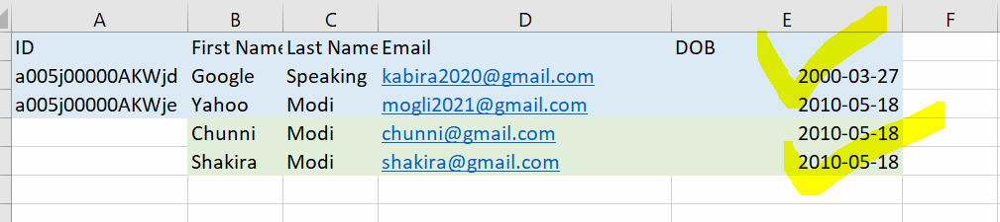 A B C D E F
ID First Name Last Name Email DOB
a005j00000AKWjd Google Speaking kabira2020@gmail.com 2000-03-27
a005j00000AKWje Yahoo Modi mogli2021@gmail.com 2010-05-18
Chunni Modi chunni@gmail.com 2010-05-18
Shakira Modi shakira@gmail.com 2010-05-18